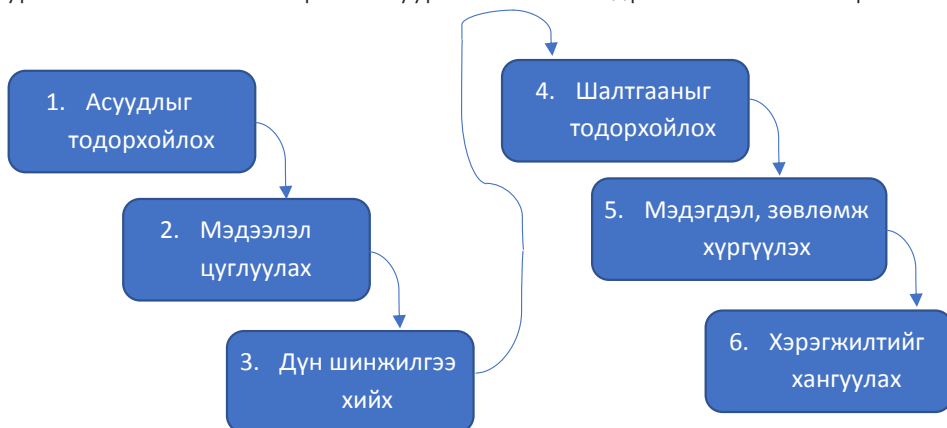 1. Асуудлыг
тодорхойлох
2. Мэдээлэл
цуглуулах
3. Дүн шинжилгээ
хийх
4. Шалтгааныг
тодорхойлох
5. Мэдэгдэл, зөвлөмж
хүргүүлэх
6. Хэрэгжилтийг
хангуулах